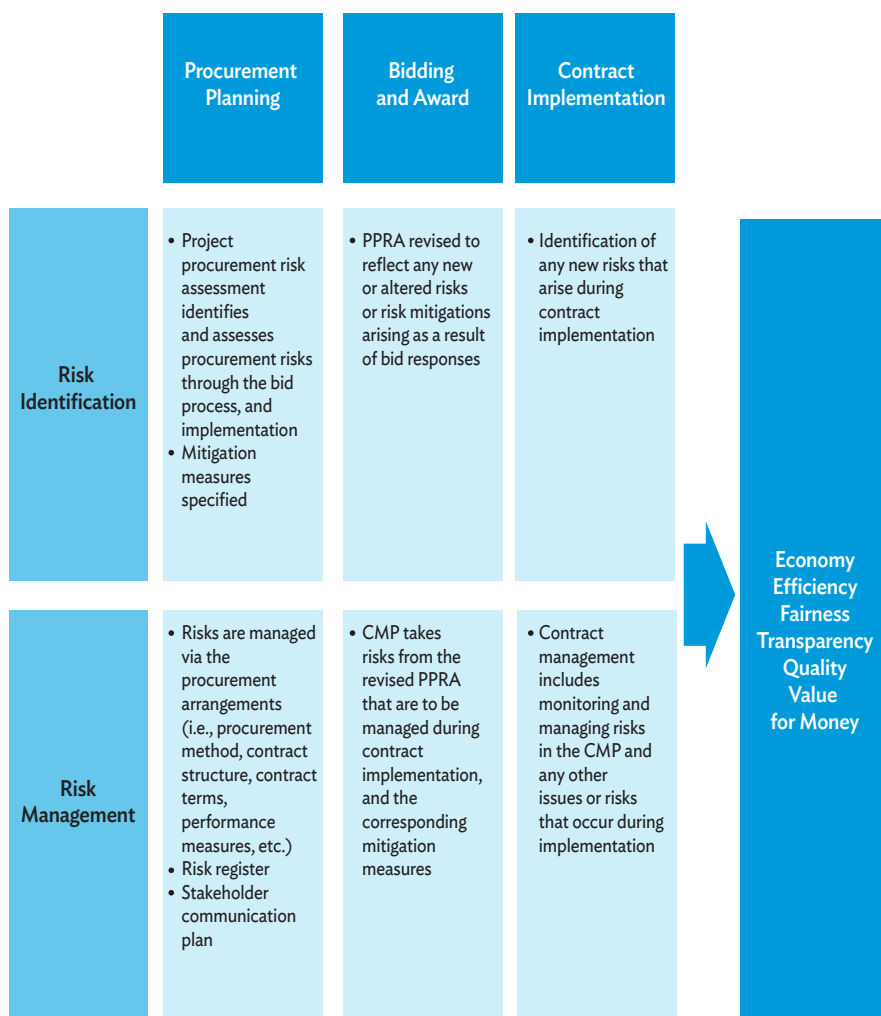 Procurement
Planning
Bidding
and Award
Contract
Implementation
Risk
Identification
• Project
procurement risk
assessment
identifies
and assesses
procurement risks
through the bid
process, and
implementation
• Mitigation
measures
specified
• PPRA revised to
reflect any new
or altered risks
or risk mitigations
arising as a result
of bid responses
• Identification of
any new risks that
arise during
contract
implementation
Risk
Management
• Risks are managed
via the
procurement
arrangements
(i.e., procurement
method, contract
structure, contract
terms,
performance
measures, etc.)
• Risk register
• Stakeholder
communication
plan
• CMP takes
risks from the
revised PPRA
that are to be
managed during
contract
implementation,
and the
corresponding
mitigation
measures
• Contract
management
includes
monitoring and
managing risks
in the CMP and
any other
issues or risks
that occur during
implementation
Economy
Efficiency
Fairness
Transparency
Quality
Value
for Money